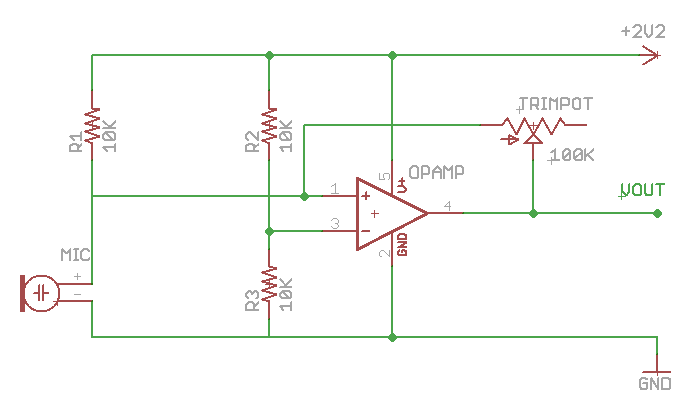 +2V2
TRIMPOT
R1
10K
R2
10K
100K
5
V+
OPAMP
1
+
VOUT
4
3
-
MIC
+
-
2
GND
R3
10K
GND